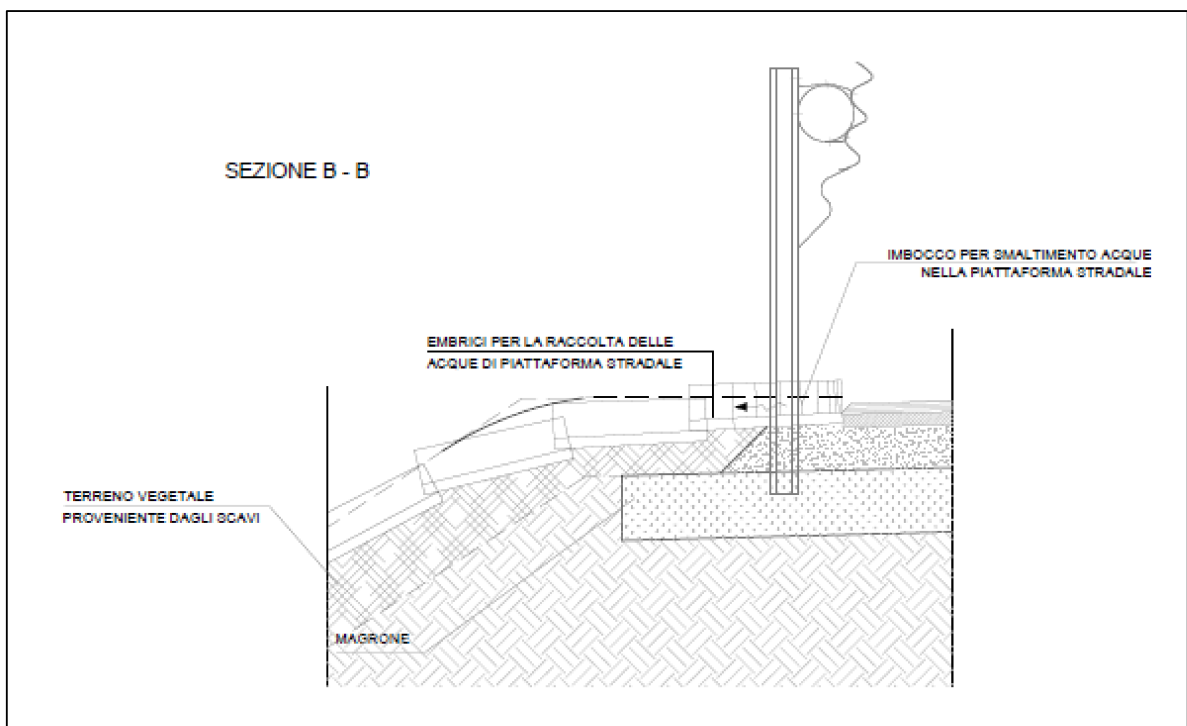 SEZIONE B - B
IMBOCCO PER SMALTIMENTO ACQUE
NELLA PIATTAFORMA STRADALE
EMBRICI PER LA RACCOLTA DELLE
ACQUE DI PIATTAFORMA STRADALE
TERRENO VEGETALE
PROVENIENTE DAGLI SCAVI
MAGRONE